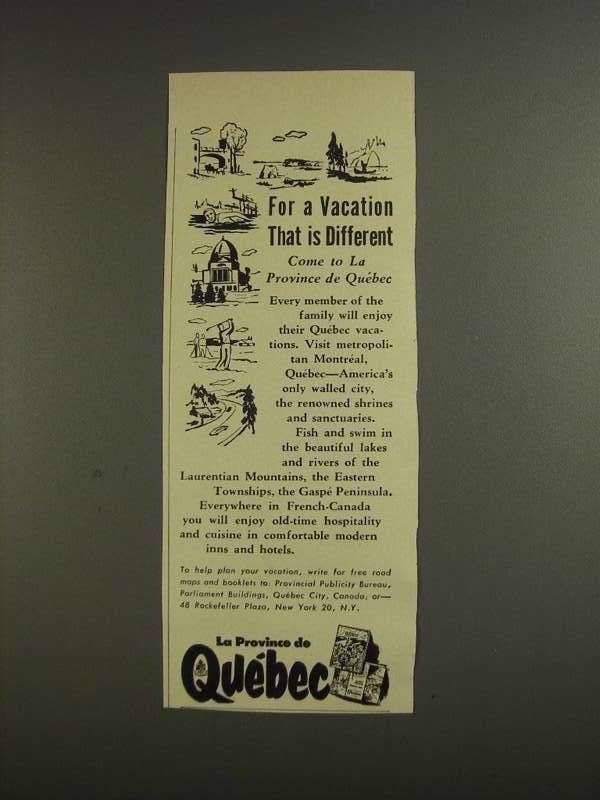 For a Vacation
That is Different
Come to La
Province de Québec
Every member of the
family will enjoy
their Québec vaca-
tions. Visit metropoli-
tan Montréal,
Québec—America's
only walled city,
the renowned shrines
and sanctuaries.
Fish and swim in
the beautiful lakes
and rivers of the
Laurentian Mountains, the Eastern
Townships, the Gaspé Peninsula.
Everywhere in French-Canada
you will enjoy old-time hospitality
and cuisine in comfortable modern
inns and hotels.
To help plan your vacation, write for free road
maps and booklets to: Provincial Publicity Bureau,
Parliament Buildings, Québec City, Canada; or—
48 Rockefeller Plaza, New York 20, N.Y.
La Province de
Québec